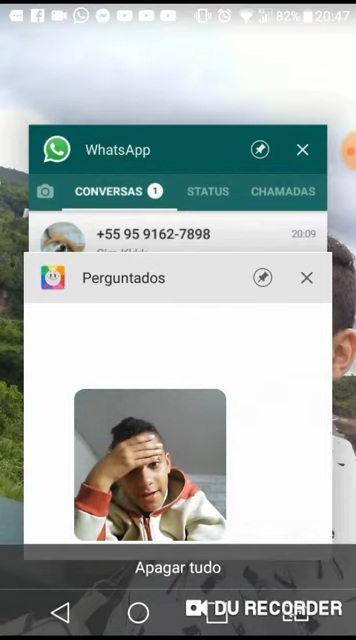 82% 20:47
WhatsApp
CONVERSAS 1 STATUS CHAMADAS
+55 95 9162-7898 20:09
Perguntados
Apagar tudo
DU RECORDER